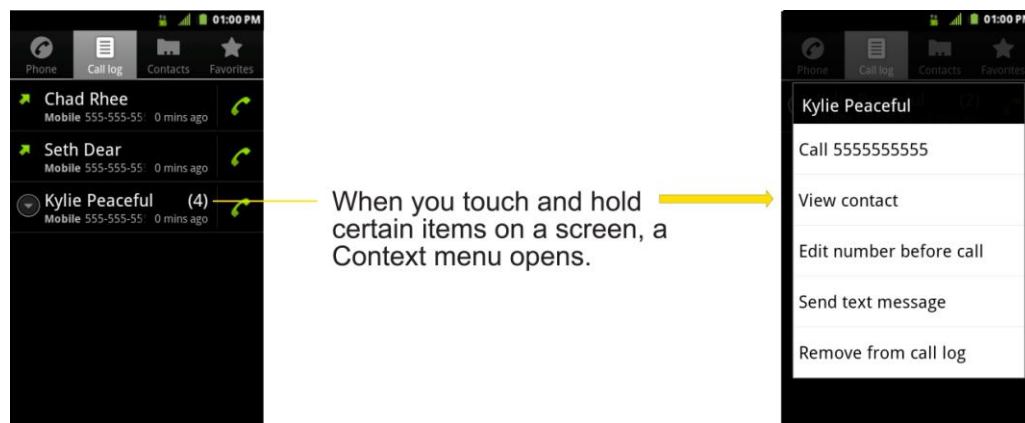 01:00 PM
Phone Call log Contacts Favorites
Chad Rhee
Mobile 555-555-55 0 mins ago
Seth Dear
Mobile 555-555-55 0 mins ago
Kylie Peaceful (4)
Mobile 555-555-55 0 mins ago
When you touch and hold
certain items on a screen, a
Context menu opens.
01:00 PM
Phone Call log Contacts Favorites
Kylie Peaceful
(2)
Call 5555555555
View contact
Edit number before call
Send text message
Remove from call log